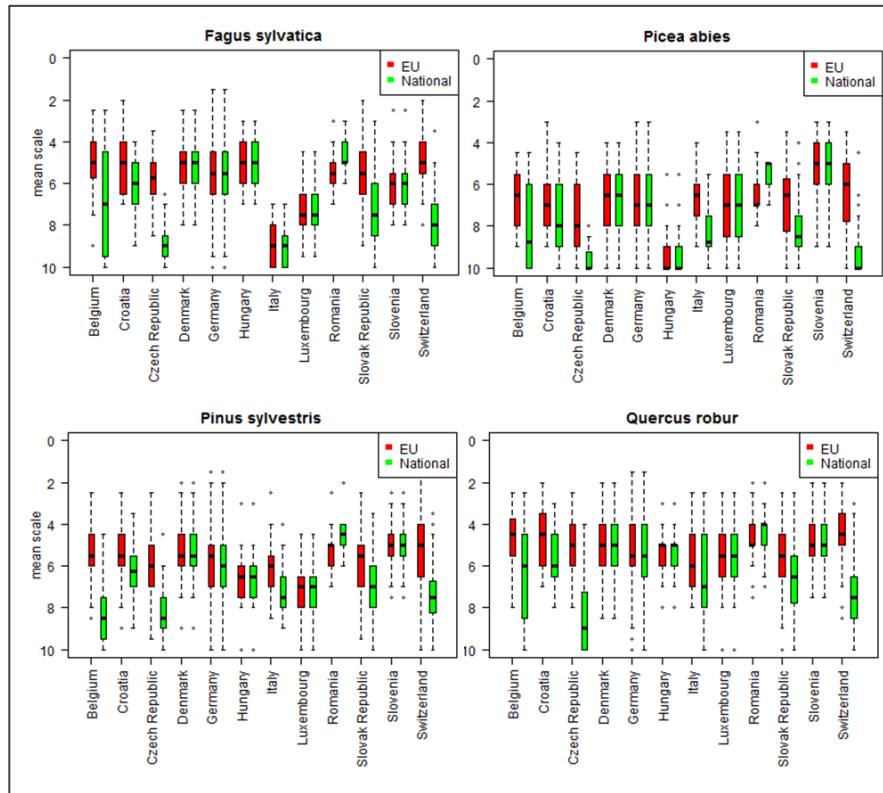 Fagus sylvatica
mean scale
0
2
4
6
8
10
EU
National
Belgium
Croatia
Czech Republic
Denmark
Germany
Hungary
Italy
Luxembourg
Romania
Slovak Republic
Slovenia
Switzerland
Picea abies
0
2
4
6
8
10
EU
National
Belgium
Croatia
Czech Republic
Denmark
Germany
Hungary
Italy
Luxembourg
Romania
Slovak Republic
Slovenia
Switzerland
Pinus sylvestris
mean scale
0
2
4
6
8
10
EU
National
Belgium
Croatia
Czech Republic
Denmark
Germany
Hungary
Italy
Luxembourg
Romania
Slovak Republic
Slovenia
Switzerland
Quercus robur
0
2
4
6
8
10
EU
National
Belgium
Croatia
Czech Republic
Denmark
Germany
Hungary
Italy
Luxembourg
Romania
Slovak Republic
Slovenia
Switzerland